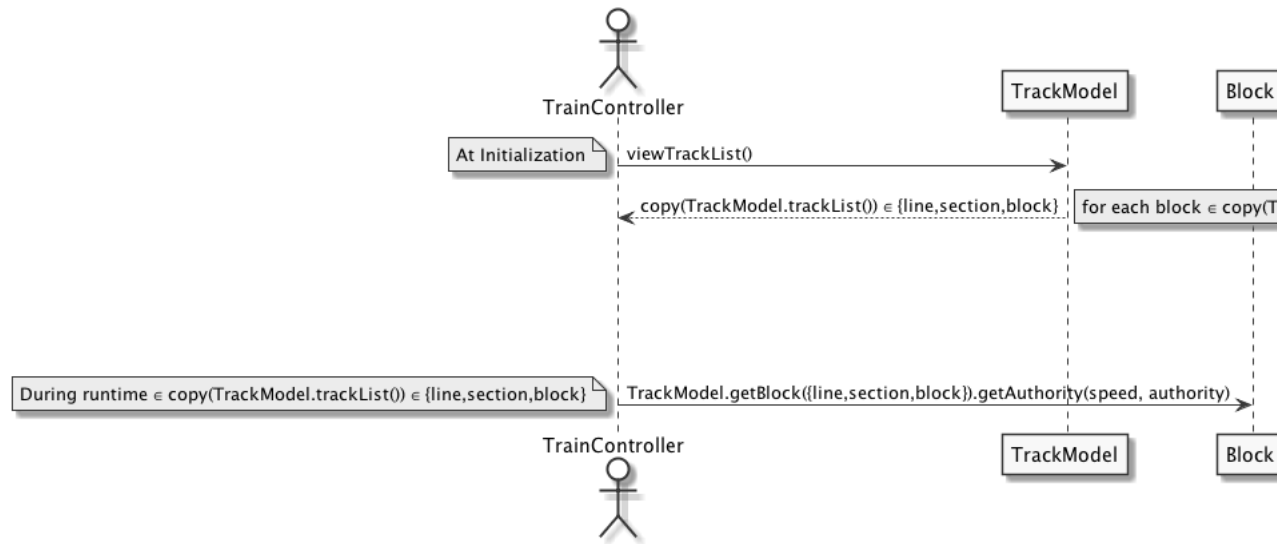 TrainController
TrackModel
Block
At Initialization
viewTrackList()
copy(TrackModel.trackList()) ∈ {line,section,block}
for each block ∈ copy(T
During runtime ∈ copy(TrackModel.trackList()) ∈ {line,section,block}
TrackModel.getBlock({line,section,block}).getAuthority(speed, authority)
TrainController
TrackModel
Block